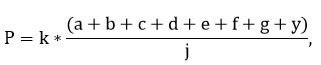 P = k * (a + b + c + d + e + f + g + y) / j,